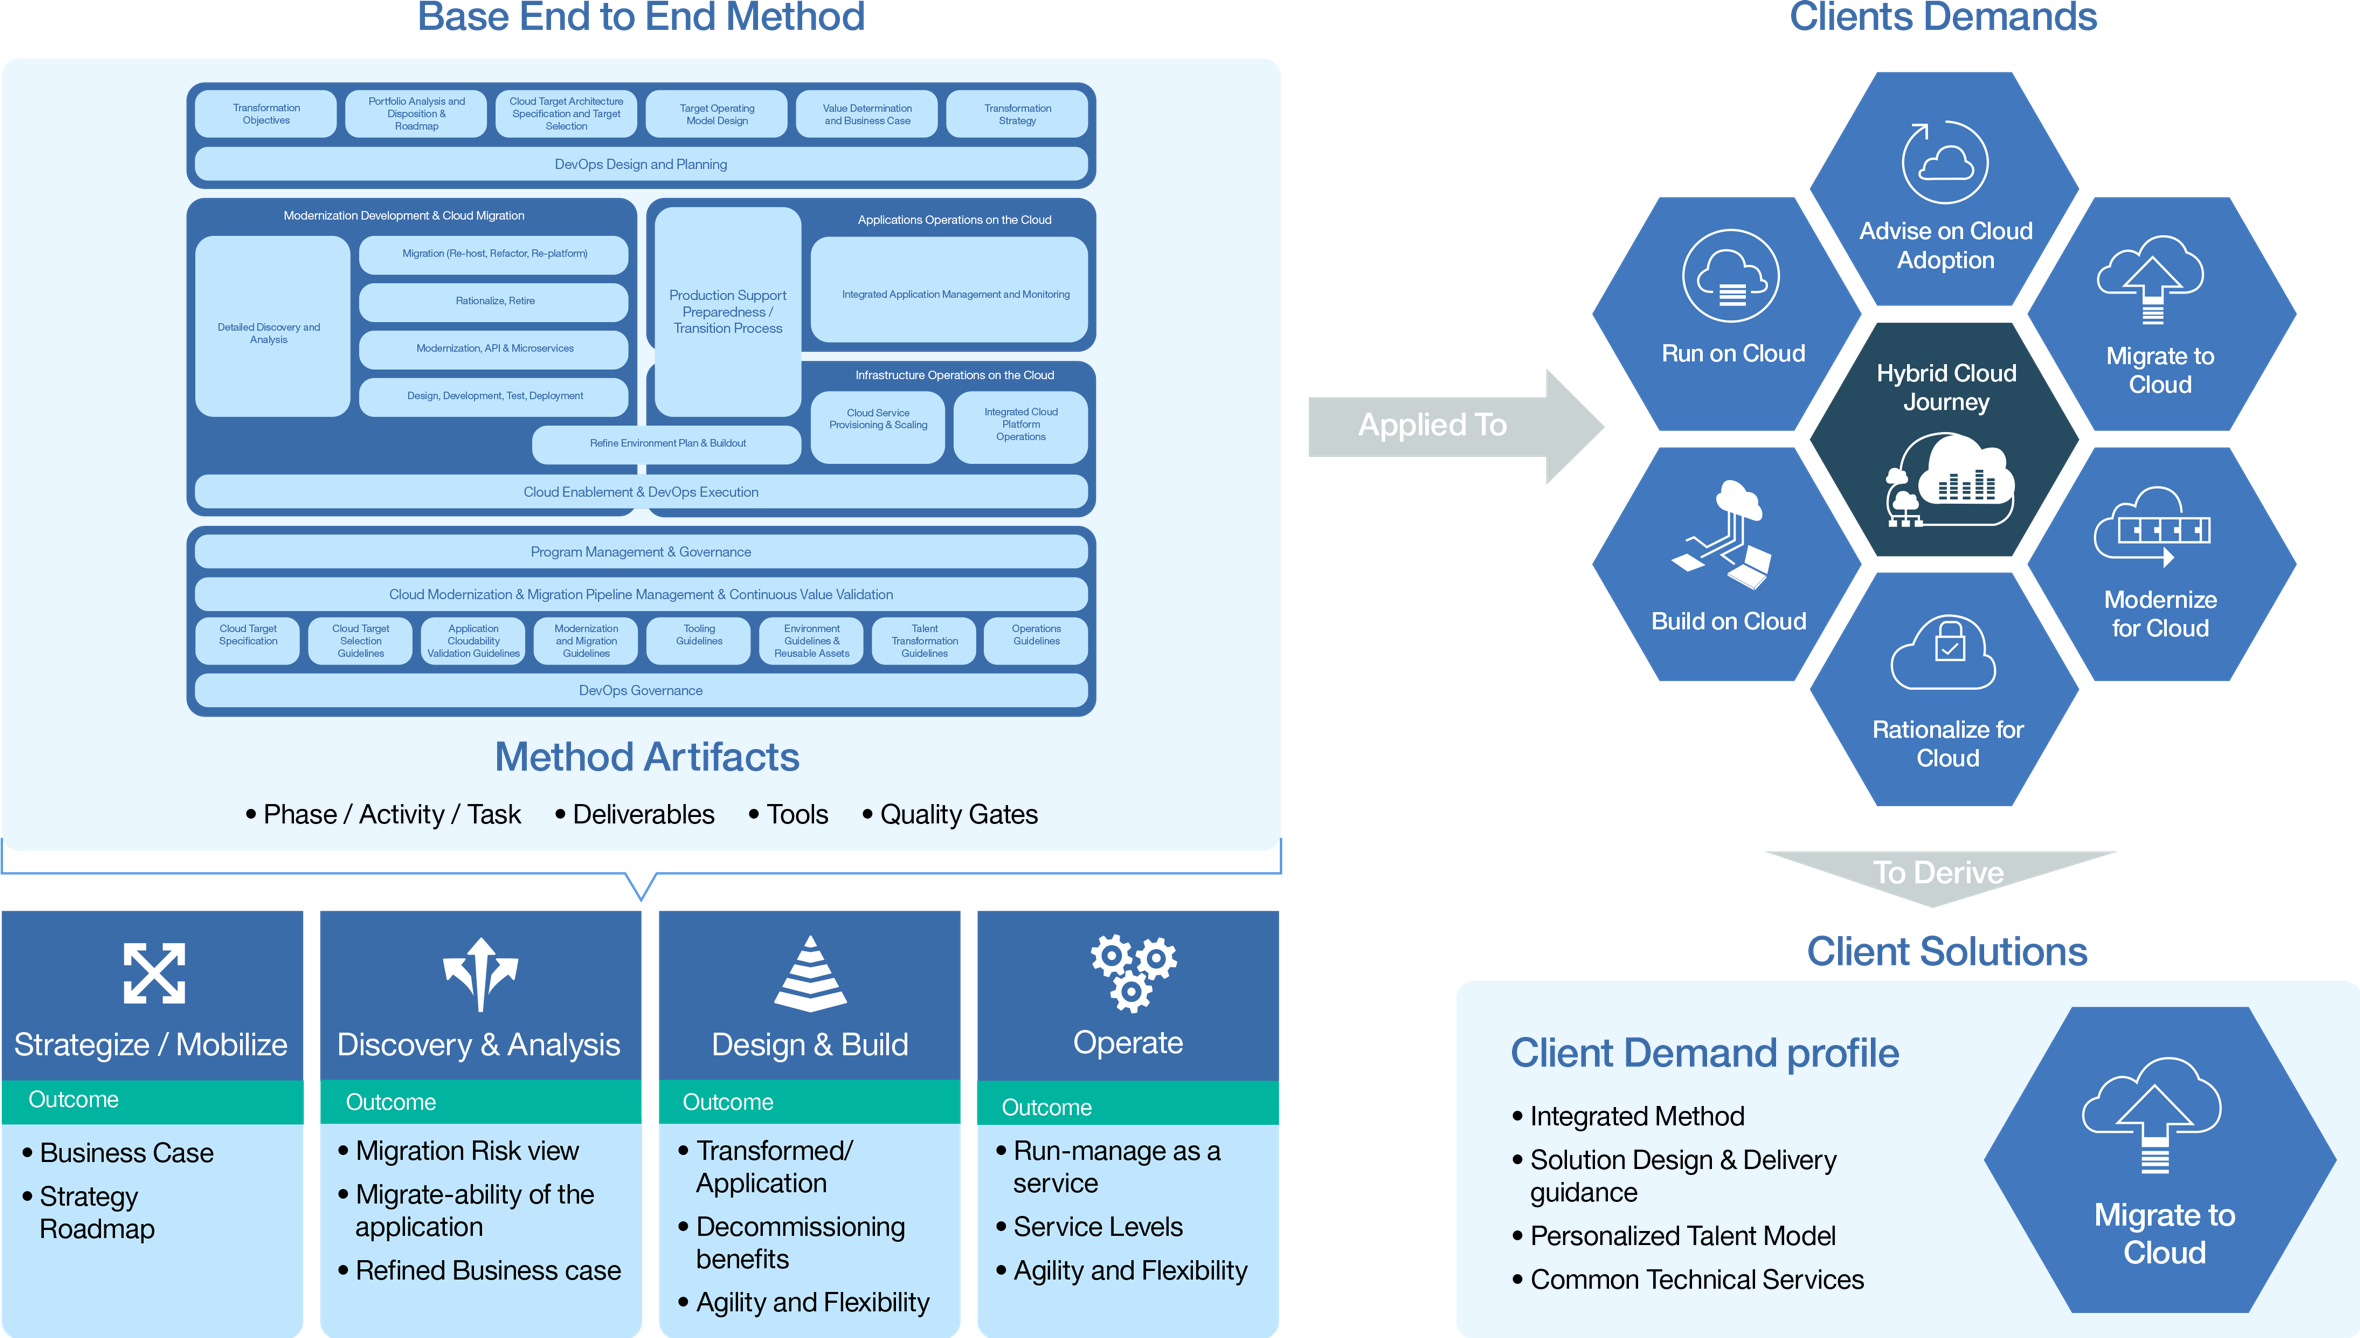 Base End to End Method
Transformation
Objectives
Portfolio Analysis and
Disposition &
Roadmap
Cloud Target Architecture
Specification and Target
Selection
Target Operating
Model Design
Value Determination
and Business Case
Transformation
Strategy
DevOps Design and Planning
Modernization Development & Cloud Migration
Detailed Discovery and
Analysis
Migration (Re-host, Refactor, Re-platform)
Rationalize, Retire
Modernization, API & Microservices
Design, Development, Test, Deployment
Production Support
Preparedness /
Transition Process
Applications Operations on the Cloud
Integrated Application Management and Monitoring
Infrastructure Operations on the Cloud
Cloud Service
Provisioning & Scaling
Integrated Cloud
Platform
Operations
Refine Environment Plan & Buildout
Cloud Enablement & DevOps Execution
Program Management & Governance
Cloud Modernization & Migration Pipeline Management & Continuous Value Validation
Cloud Target
Specification
Cloud Target
Selection
Guidelines
Application
Cloudability
Validation Guidelines
Modernization
and Migration
Guidelines
Tooling
Guidelines
Environment
Guidelines &
Reusable Assets
Talent
Transformation
Guidelines
Operations
Guidelines
DevOps Governance
Method Artifacts
• Phase / Activity / Task • Deliverables • Tools • Quality Gates
Strategize / Mobilize
Outcome
• Business Case
• Strategy
Roadmap
Discovery & Analysis
Outcome
• Migration Risk view
• Migrate-ability of the
application
• Refined Business case
Design & Build
Outcome
• Transformed/
Application
• Decommissioning
benefits
• Agility and Flexibility
Operate
Outcome
• Run-manage as a
service
• Service Levels
• Agility and Flexibility
Applied To
Clients Demands
Advise on Cloud
Adoption
Run on Cloud
Migrate to
Cloud
Hybrid Cloud
Journey
Build on Cloud
Modernize
for Cloud
Rationalize for
Cloud
To Derive
Client Solutions
Client Demand profile
• Integrated Method
• Solution Design & Delivery
guidance
• Personalized Talent Model
• Common Technical Services
Migrate to
Cloud